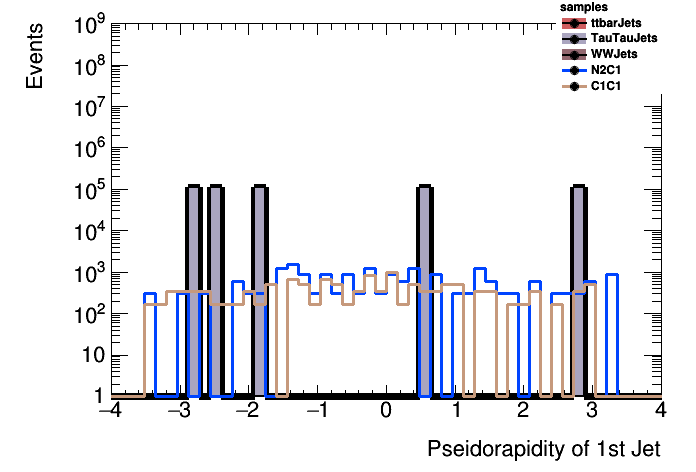 samples
ttbarJets
TauTauJets
WWJets
N2C1
C1C1
Events
10⁹
10⁸
10⁷
10⁶
10⁵
10⁴
10³
10²
10
1
−4 −3 −2 −1 0 1 2 3 4
Pseidorapidity of 1st Jet